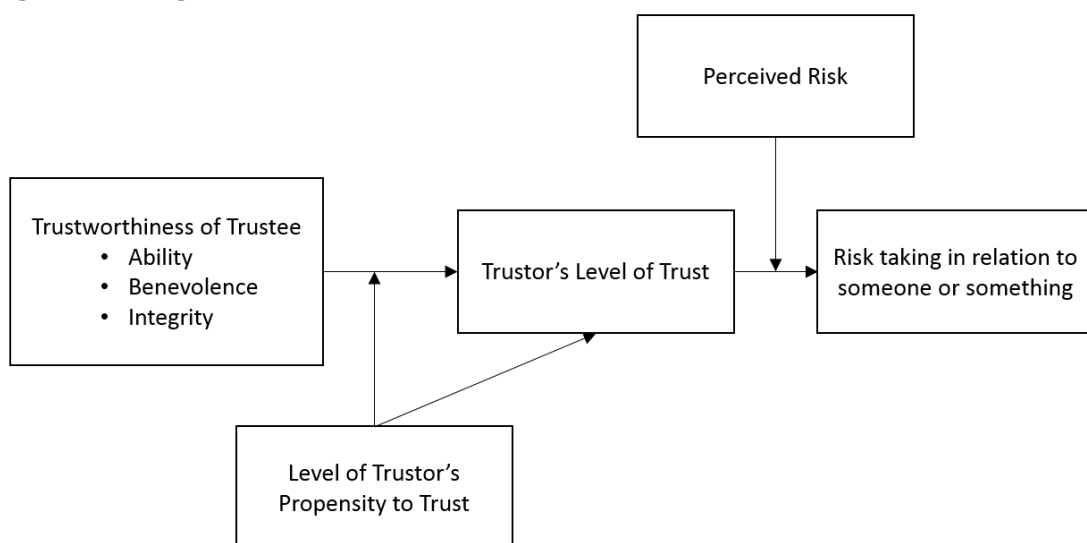 Perceived Risk
Trustworthiness of Trustee
• Ability
• Benevolence
• Integrity
Trustor’s Level of Trust
Risk taking in relation to
someone or something
Level of Trustor’s
Propensity to Trust